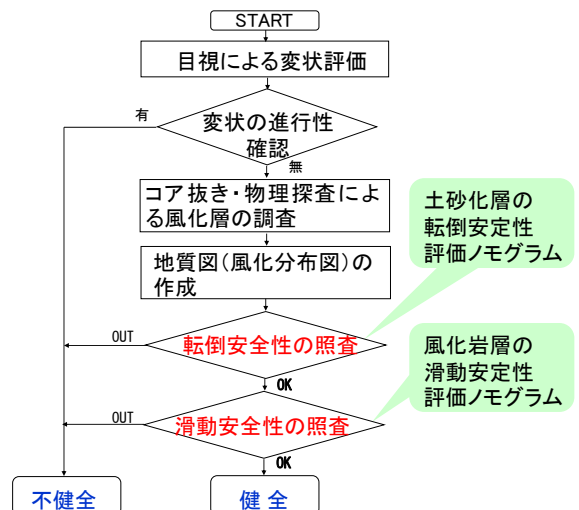 START
目視による変状評価
有
変状の進行性
確認
無
コア抜き・物理探査によ
る風化層の調査
土砂化層の
転倒安定性
評価ノモグラム
地質図(風化分布図)の
作成
OUT
転倒安全性の照査
OK
風化岩層の
滑動安定性
評価ノモグラム
OUT
滑動安全性の照査
OK
不健全
健 全